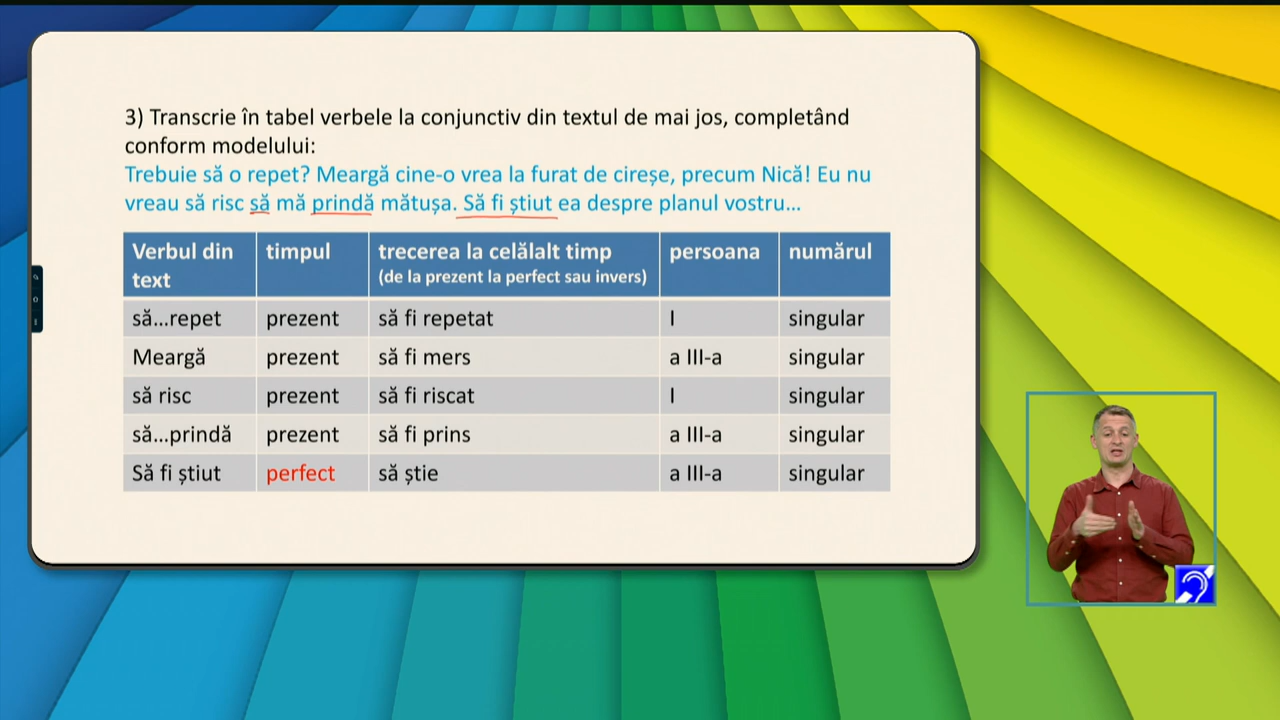 3) Transcrie în tabel verbele la conjunctiv din textul de mai jos, completând
conform modelului:
Trebuie să o repet? Meargă cine-o vrea la furat de cireșe, precum Nică! Eu nu
vreau să risc să mă prindă mătușa. Să fi știut ea despre planul vostru...
Verbul din text timpul trecerea la celălalt timp (de la prezent la perfect sau invers) persoana numărul
să...repet prezent să fi repetat I singular
Meargă prezent să fi mers a III-a singular
să risc prezent să fi riscat I singular
să...prindă prezent să fi prins a III-a singular
Să fi știut perfect să știe a III-a singular